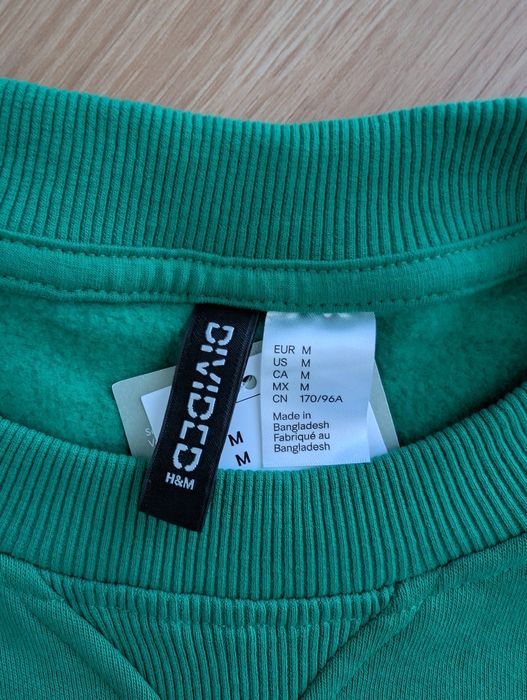 DIVIDED
H&M
EUR M
US M
CA M
MX M
CN 170/96A
Made in
Bangladesh
Fabriqué au
Bangladesh
M
M